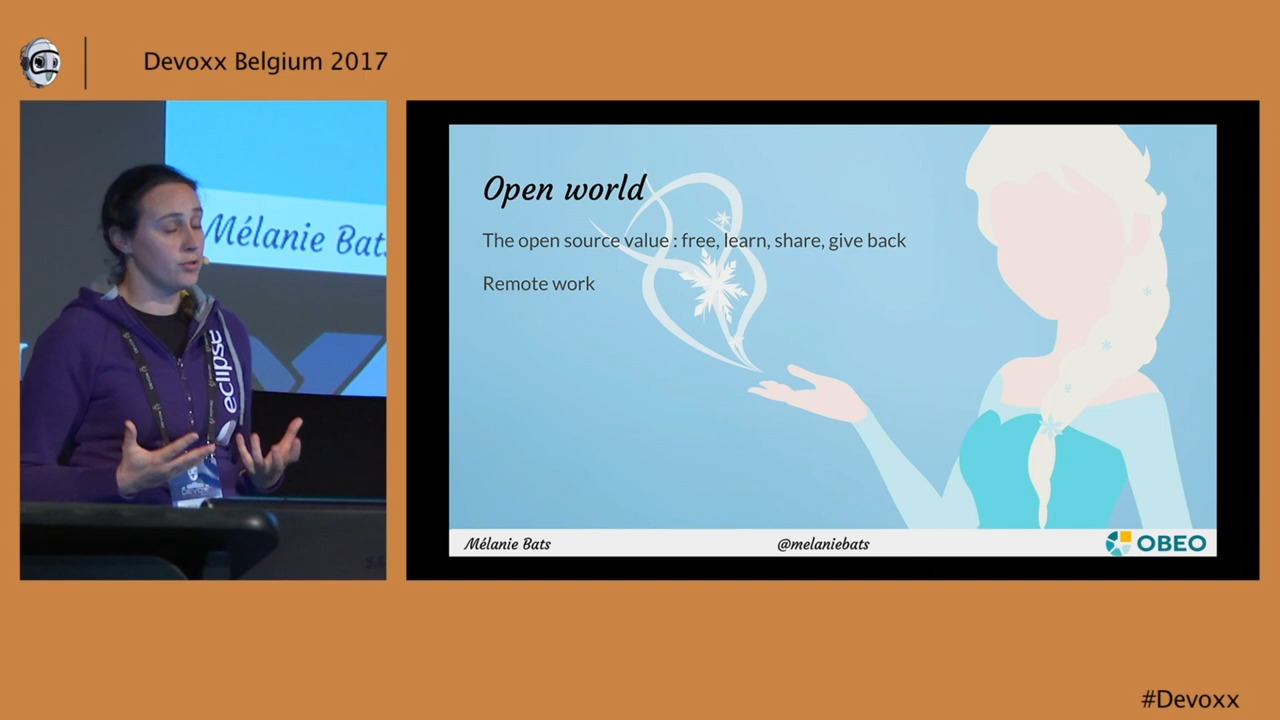 Devoxx Belgium 2017
Mélanie Bats
eclipse
Open world
The open source value : free, learn, share, give back
Remote work
Mélanie Bats
@melaniebats
OBEO
#Devoxx